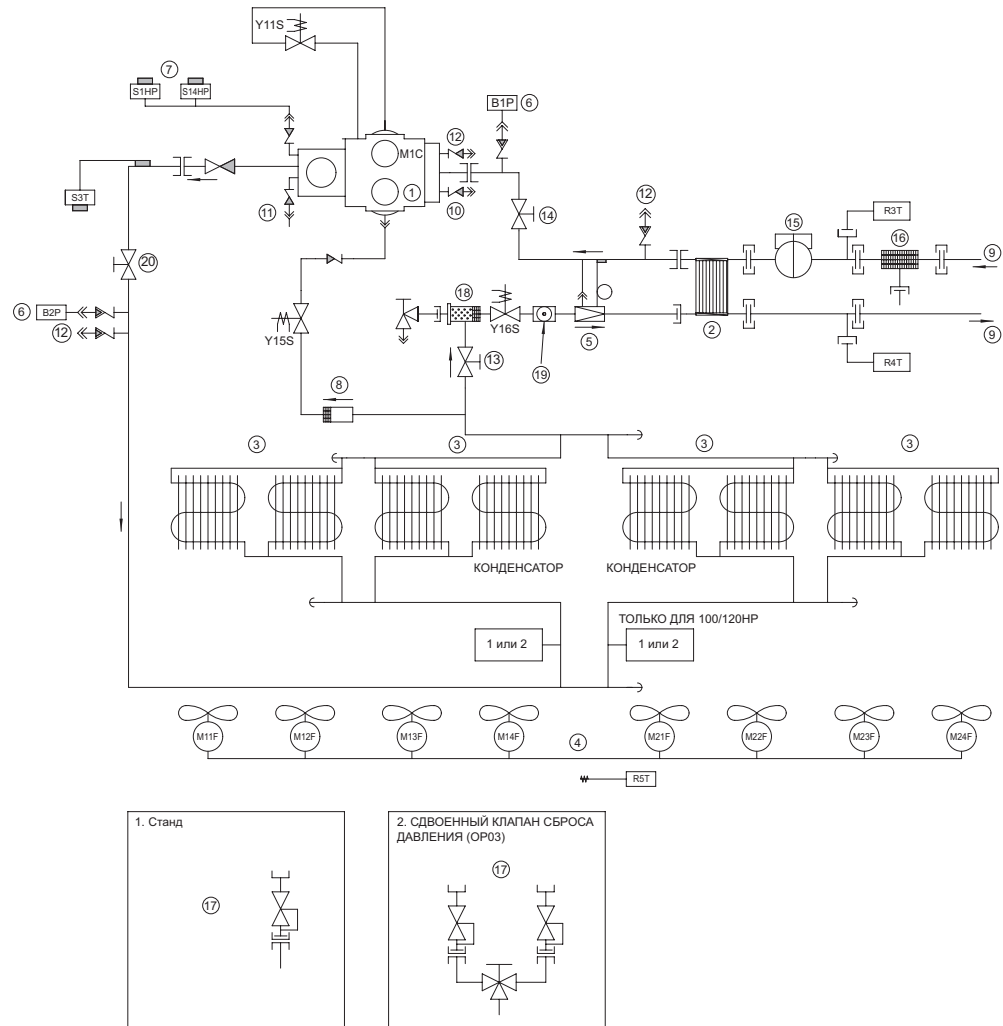 Y11S
7
S1HP
S14HP
B1P
6
12
M1C
1
S3T
11
10
14
12
15
R3T
16
9
20
18
6
B2P
12
Y15S
Y16S
13
19
5
2
9
R4T
8
3
3
3
3
КОНДЕНСАТОР
КОНДЕНСАТОР
ТОЛЬКО ДЛЯ 100/120HP
1 или 2
1 или 2
M11F
M12F
M13F
M14F
M21F
M22F
M23F
M24F
4
R5T
1. Станд
17
2. СДВОЕННЫЙ КЛАПАН СБРОСА
ДАВЛЕНИЯ (OP03)
17